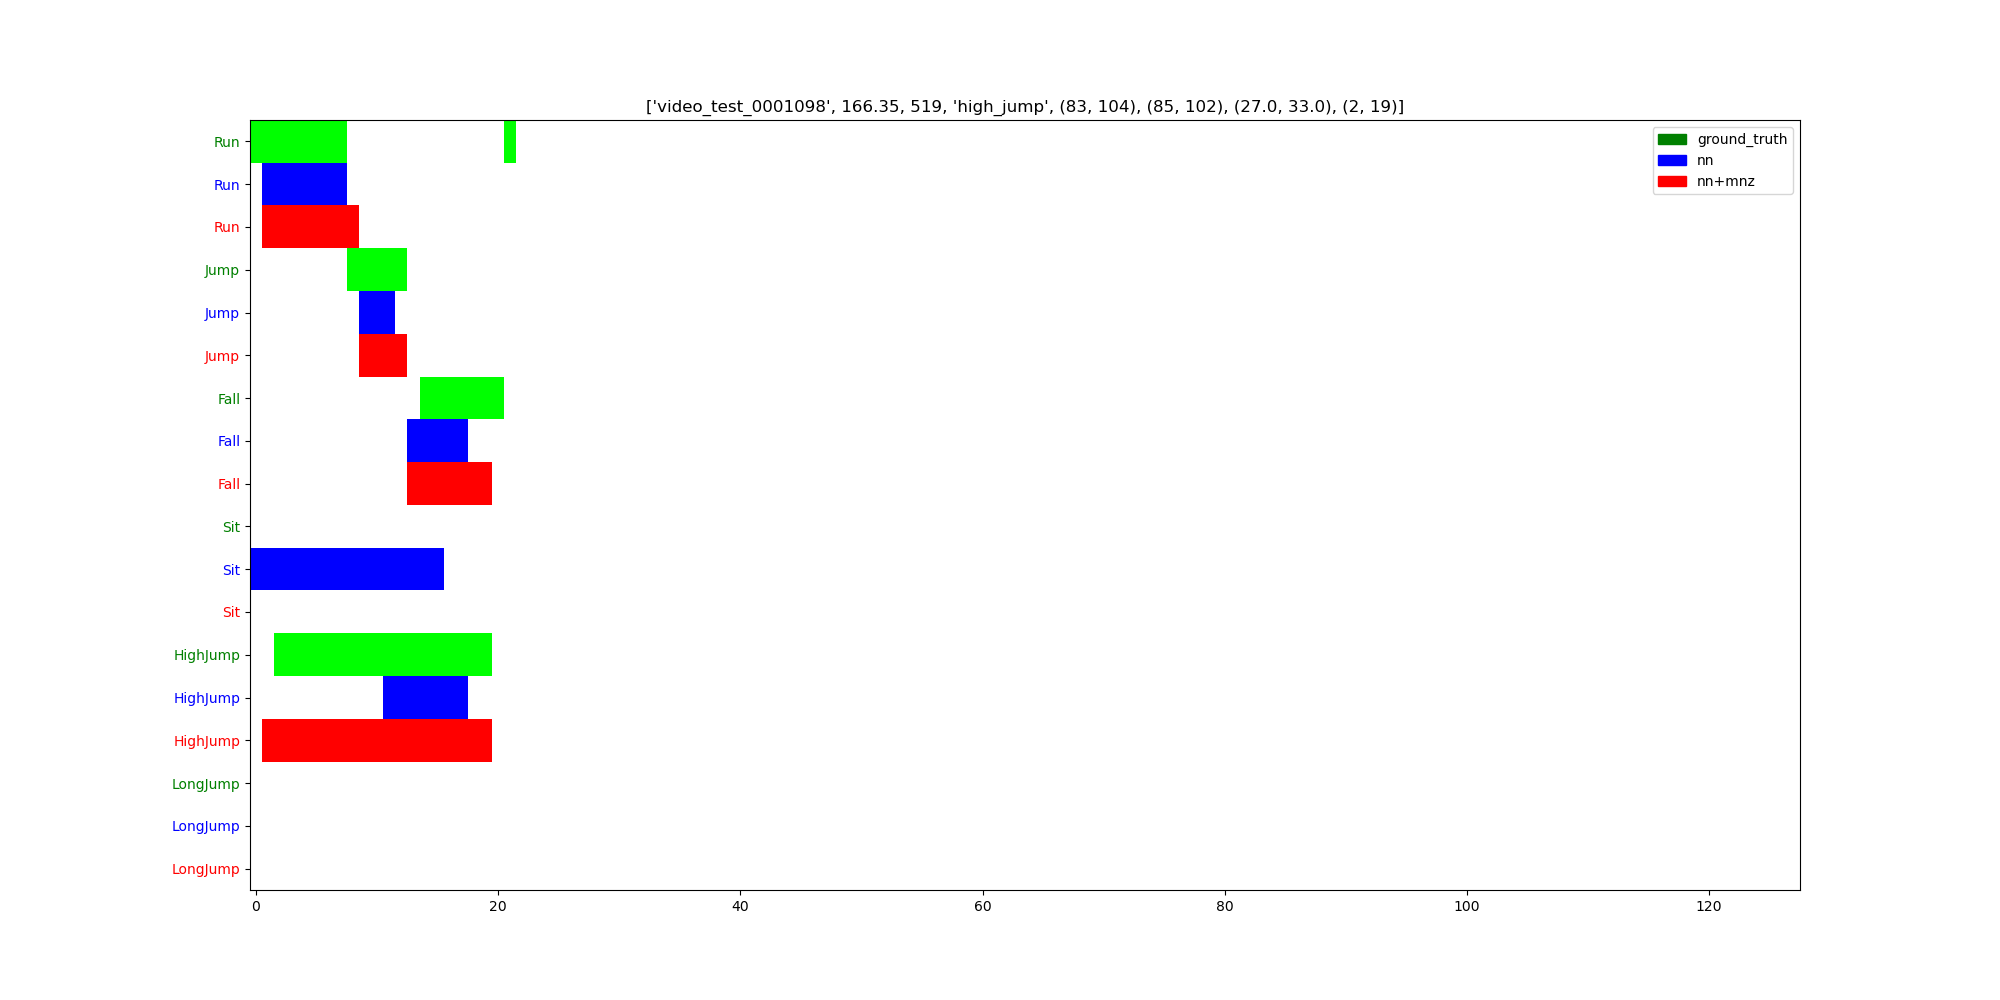 ['video_test_0001098', 166.35, 519, 'high_jump', (83, 104), (85, 102), (27.0, 33.0), (2, 19)]
ground_truth
nn
nn+mnz
Run
Run
Run
Jump
Jump
Jump
Fall
Fall
Fall
Sit
Sit
Sit
HighJump
HighJump
HighJump
LongJump
LongJump
LongJump
0 20 40 60 80 100 120